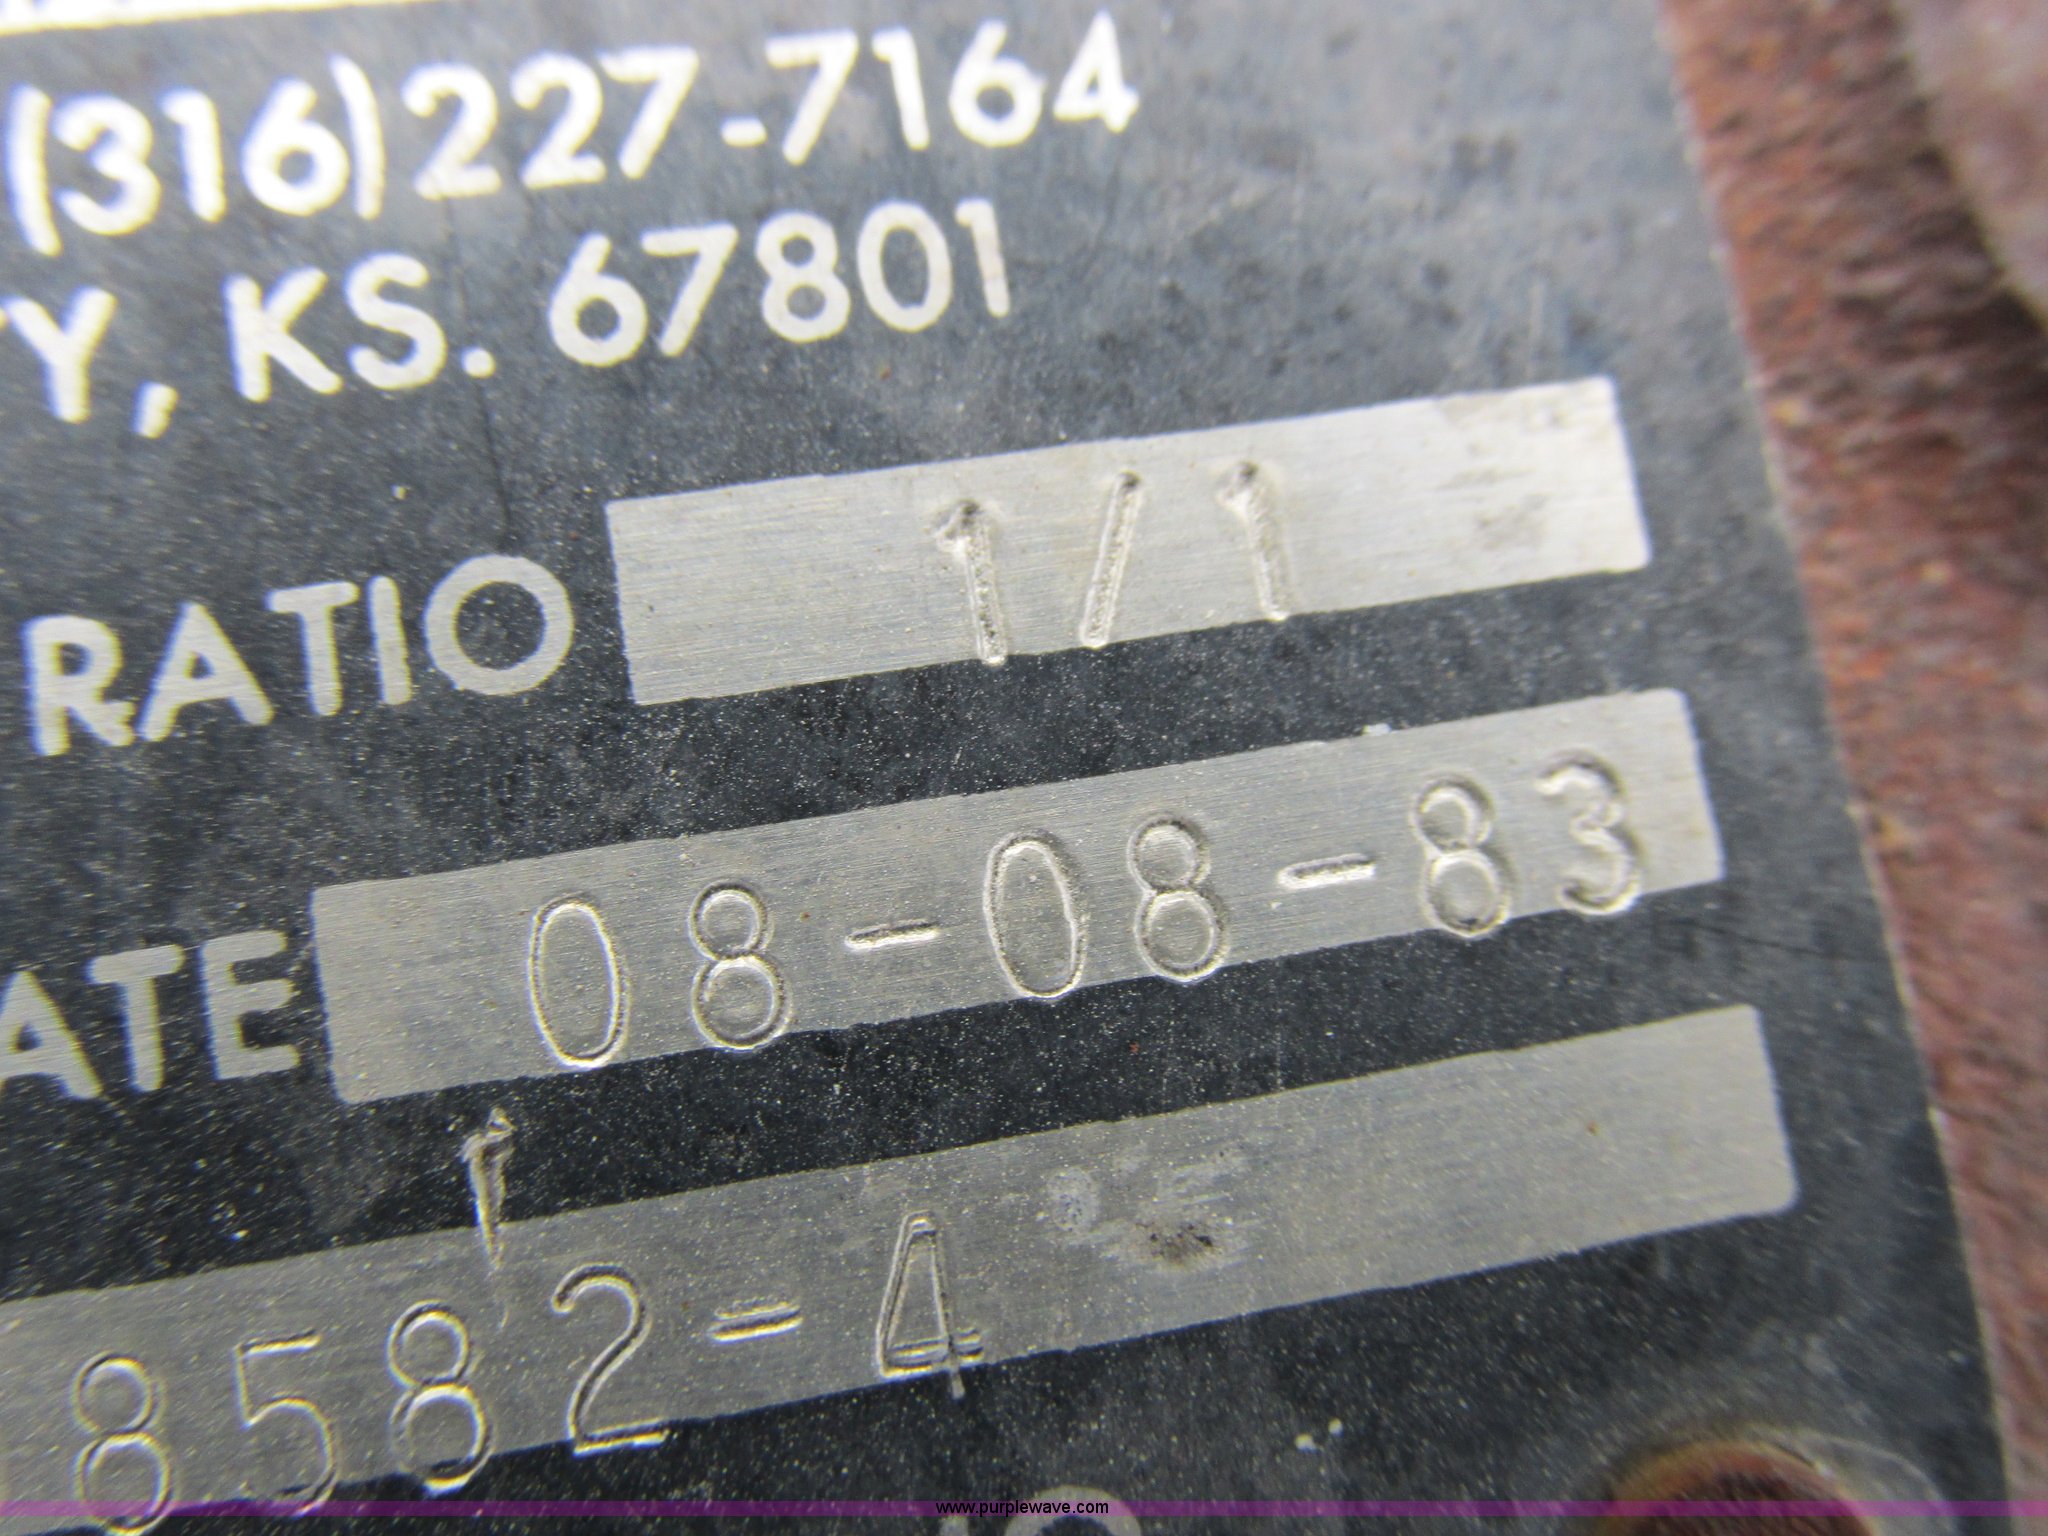 (316)227-7164
Y, KS. 67801
RATIO 1/1
ATE 08-08-83
8582-4
www.purplewave.com